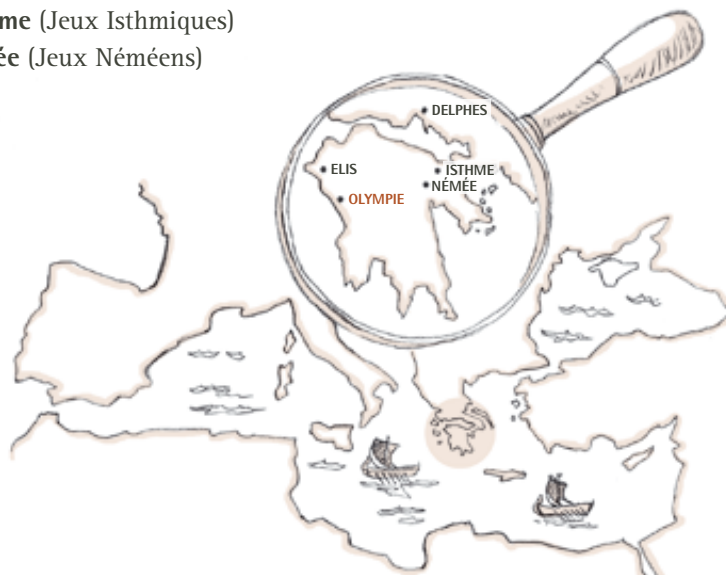 me (Jeux Isthmiques)
ée (Jeux Néméens)
DELPHES
ELIS
ISTHME
NÉMÉE
OLYMPIE